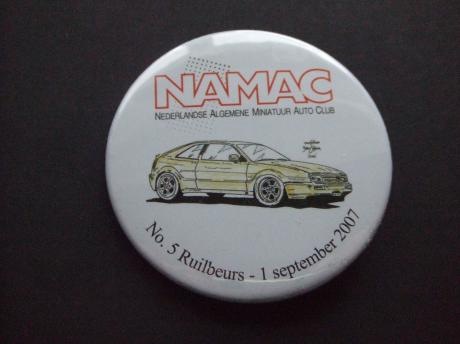 NAMAC
NEDERLANDSE ALGEMENE MINIATUUR AUTO CLUB
No. 5 Ruilbeurs - 1 september 2007